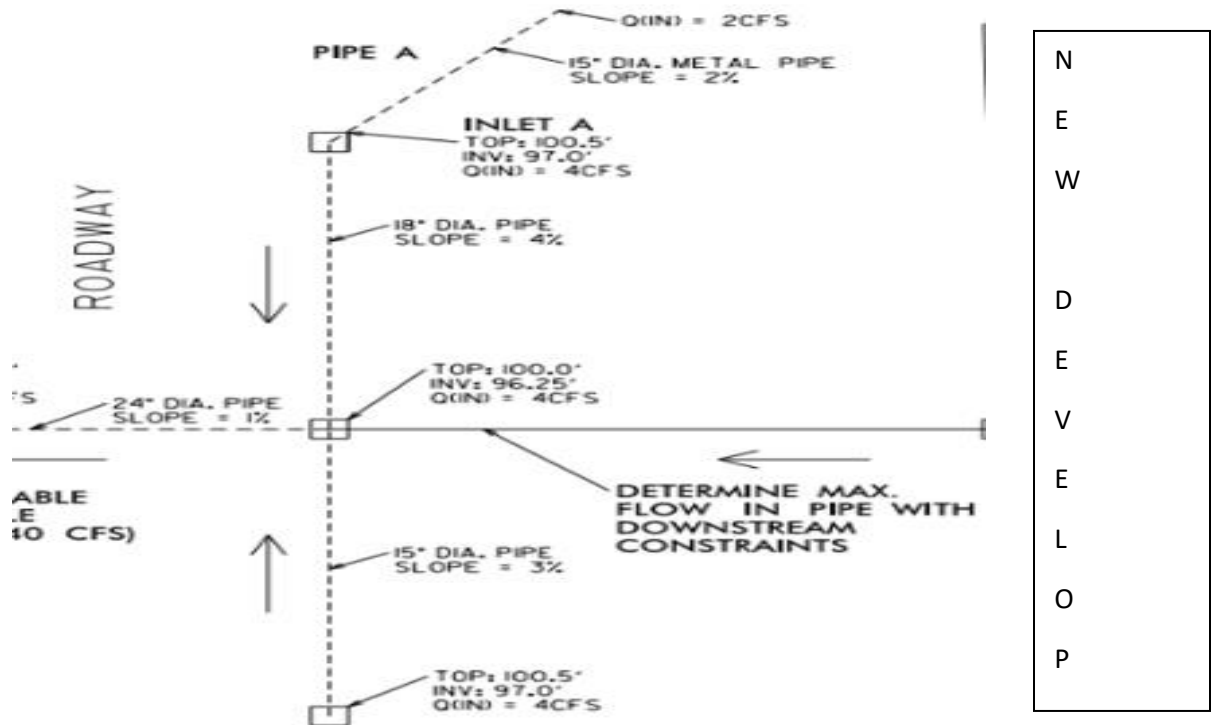 Q(IN) = 2CFS
PIPE A
15" DIA. METAL PIPE
SLOPE = 2%
INLET A
TOP: 100.5'
INV: 97.0'
Q(IN) = 4CFS
ROADWAY
18" DIA. PIPE
SLOPE = 4%
TOP: 100.0'
INV: 96.25'
Q(IN) = 4CFS
FS
24" DIA. PIPE
SLOPE = 1%
DETERMINE MAX.
FLOW IN PIPE WITH
DOWNSTREAM
CONSTRAINTS
ABLE
LE
40 CFS)
15" DIA. PIPE
SLOPE = 3%
TOP: 100.5'
INV: 97.0'
Q(IN) = 4CFS
N
E
W
D
E
V
E
L
O
P